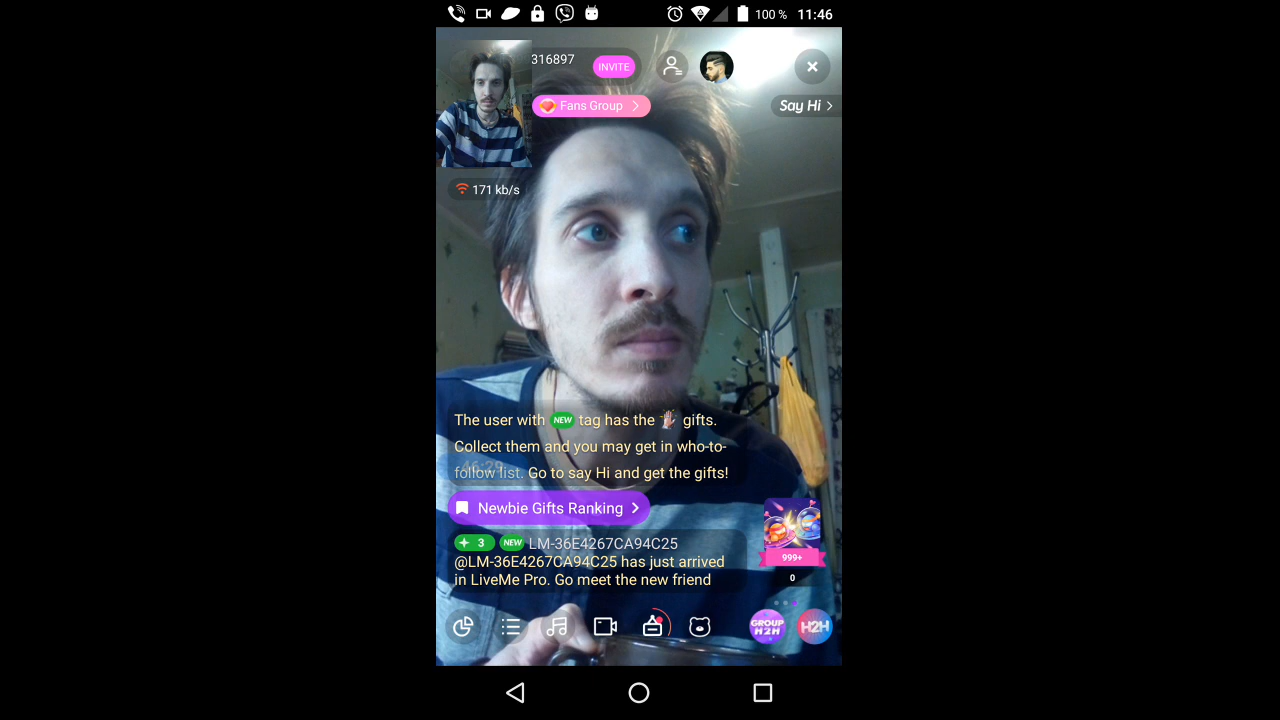 100 % 11:46
316897
INVITE
Fans Group
Say Hi
171 kb/s
The user with NEW tag has the gifts.
Collect them and you may get in who-to-
follow list. Go to say Hi and get the gifts!
Newbie Gifts Ranking
3 NEW LM-36E4267CA94C25
@LM-36E4267CA94C25 has just arrived
in LiveMe Pro. Go meet the new friend
999+
0
GROUP
H2H
H2H